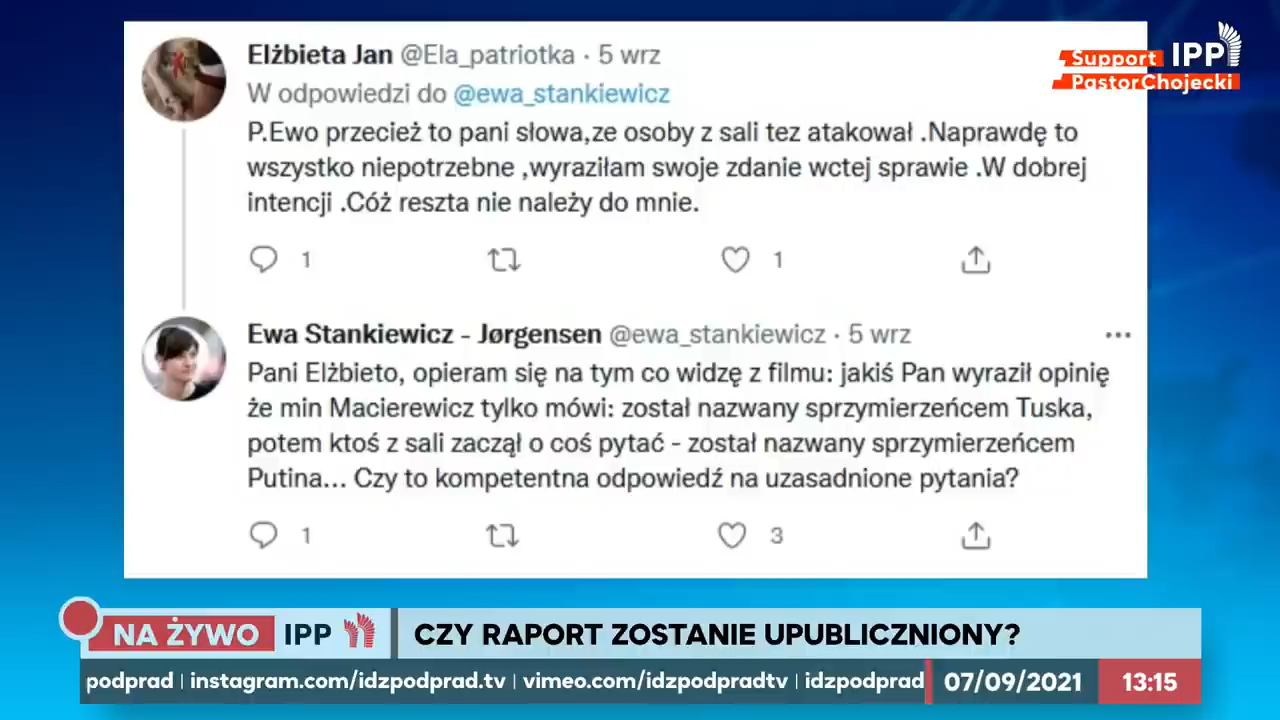 Elżbieta Jan @Ela_patriotka · 5 wrz
W odpowiedzi do @ewa_stankiewicz
P.Ewo przecież to pani słowa,ze osoby z sali tez atakował .Naprawdę to
wszystko niepotrzebne ,wyraziłam swoje zdanie wctej sprawie .W dobrej
intencji .Cóż reszta nie należy do mnie.
1 1
Ewa Stankiewicz - Jørgensen @ewa_stankiewicz · 5 wrz
Pani Elżbieto, opieram się na tym co widzę z filmu: jakiś Pan wyraził opinię
że min Macierewicz tylko mówi: został nazwany sprzymierzeńcem Tuska,
potem ktoś z sali zaczął o coś pytać - został nazwany sprzymierzeńcem
Putina... Czy to kompetentna odpowiedź na uzasadnione pytania?
1 3
Support IPP
PastorChojecki
NA ŻYWO IPP CZY RAPORT ZOSTANIE UPUBLICZNIONY?
podprad | instagram.com/idzpodprad.tv | vimeo.com/idzpodpradtv | idzpodprad 07/09/2021 13:15